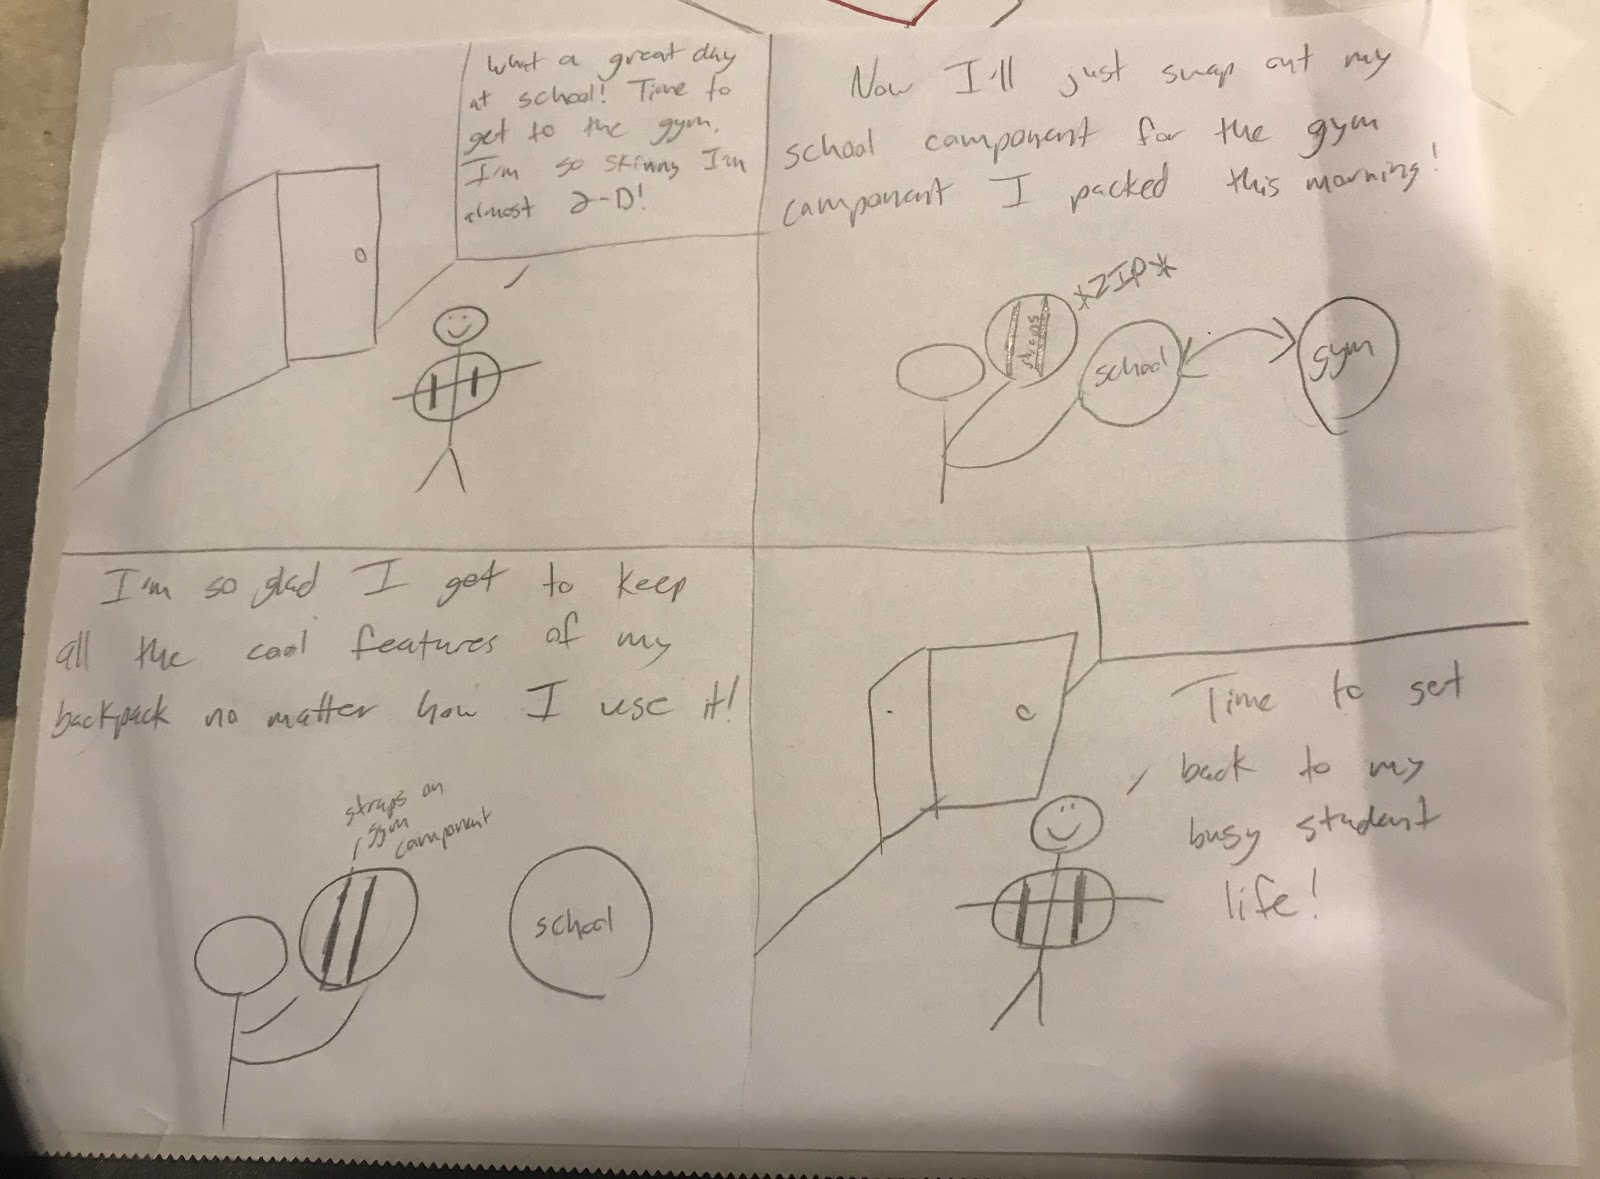 What a great day
at school! Time to
get to the gym.
I'm so skinny I'm
almost 2-D!
Now I'll just swap out my
school component for the gym
component I packed this morning!
*ZIP*
straps
school
gym
I'm so glad I get to keep
all the cool features of my
backpack no matter how I use it!
straps on
gym
component
school
Time to get
back to my
busy student
life!